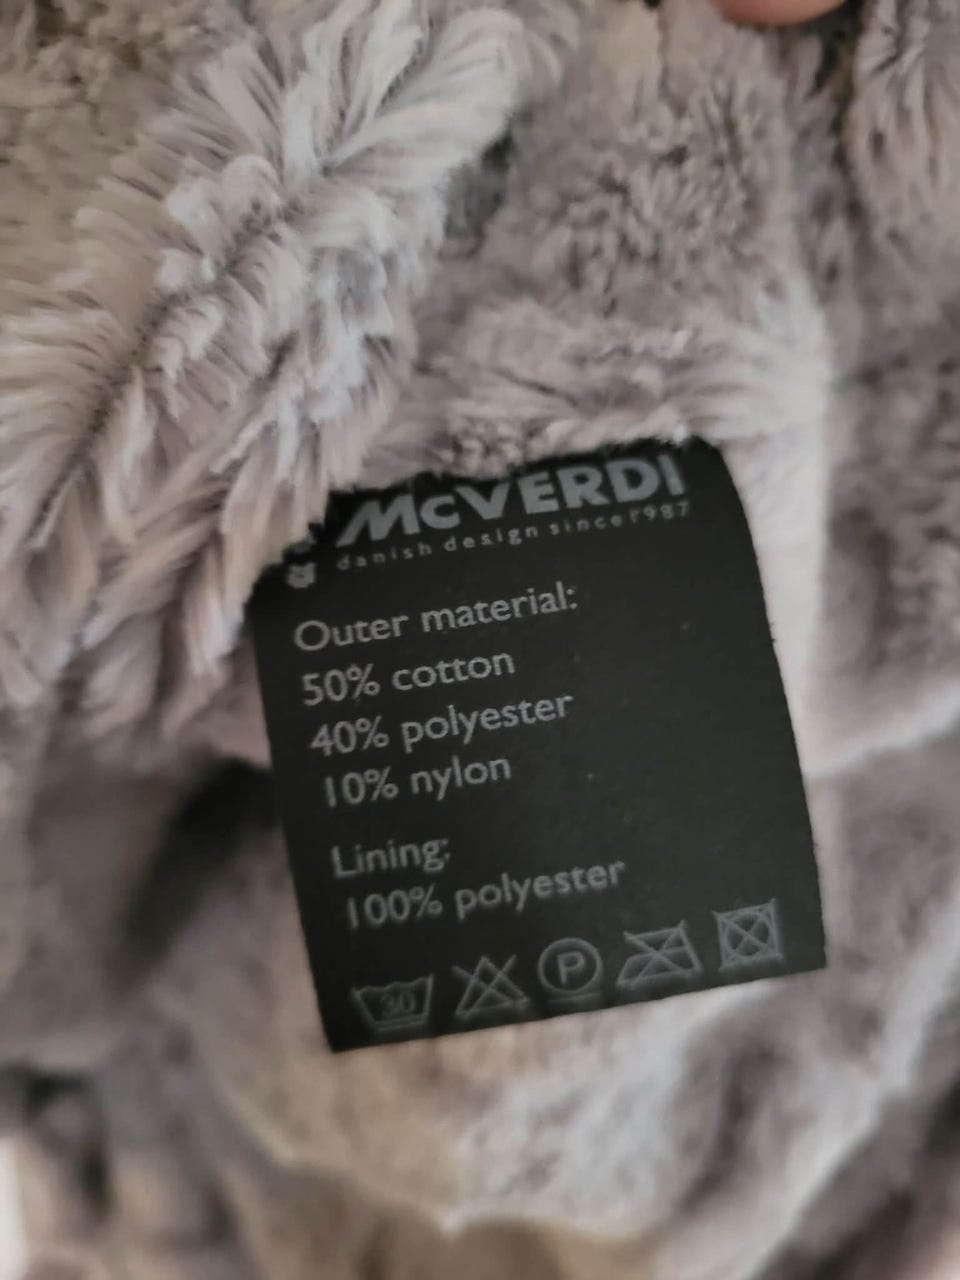 McVERDI
danish design since 1987
Outer material:
50% cotton
40% polyester
10% nylon
Lining:
100% polyester
30 P